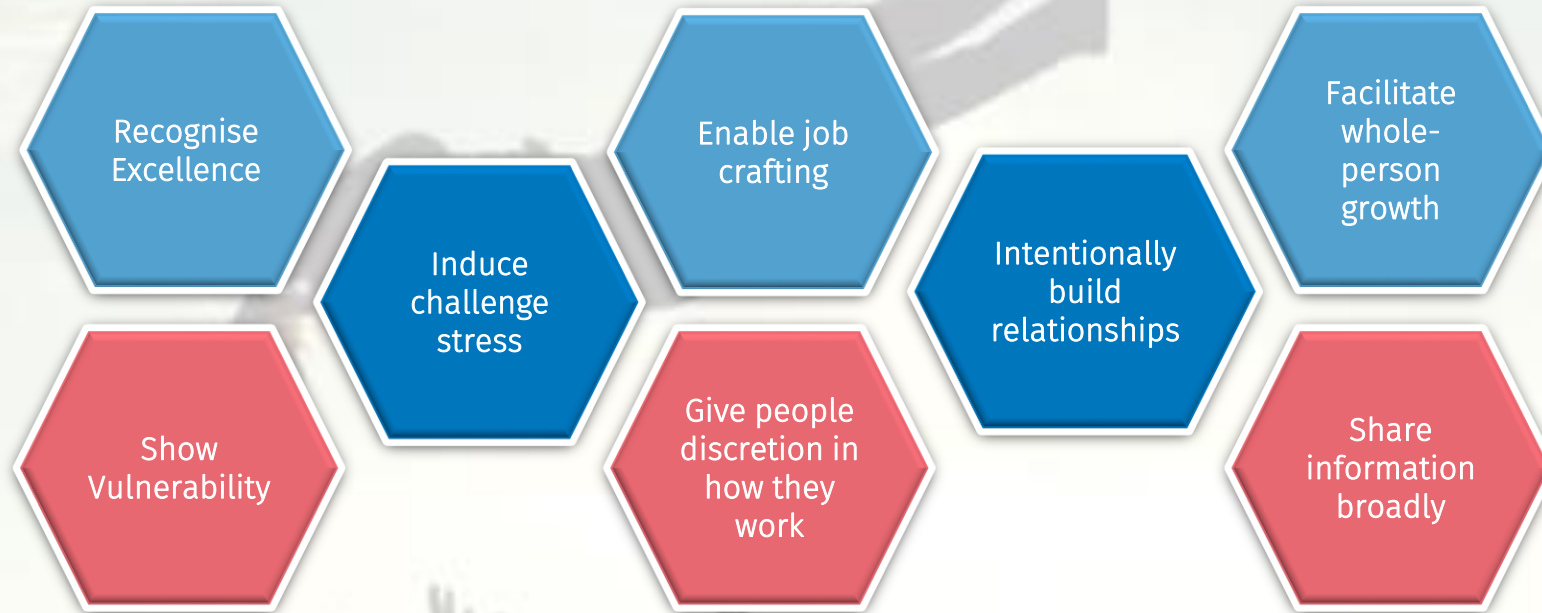 Recognise
Excellence
Induce
challenge
stress
Enable job
crafting
Intentionally
build
relationships
Facilitate
whole-
person
growth
Show
Vulnerability
Give people
discretion in
how they
work
Share
information
broadly